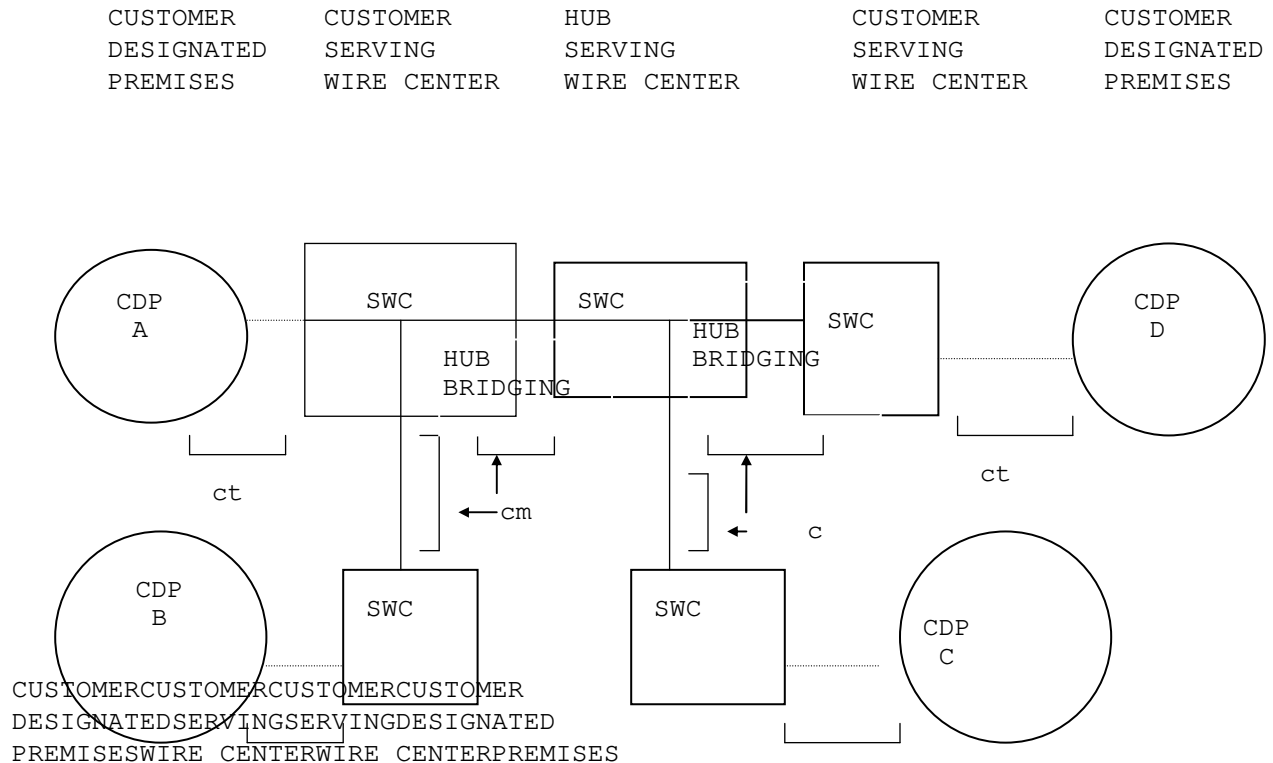 CUSTOMER CUSTOMER HUB CUSTOMER CUSTOMER
DESIGNATED SERVING SERVING SERVING DESIGNATED
PREMISES WIRE CENTER WIRE CENTER WIRE CENTER PREMISES
CDP
A
SWC
HUB
BRIDGING
SWC
HUB
BRIDGING
SWC
CDP
D
ct
cm
c
ct
CDP
B
SWC
SWC
CDP
C
CUSTOMERCUSTOMERCUSTOMERCUSTOMER
DESIGNATEDSERVINGSERVINGDESIGNATED
PREMISESWIRE CENTERWIRE CENTERPREMISES